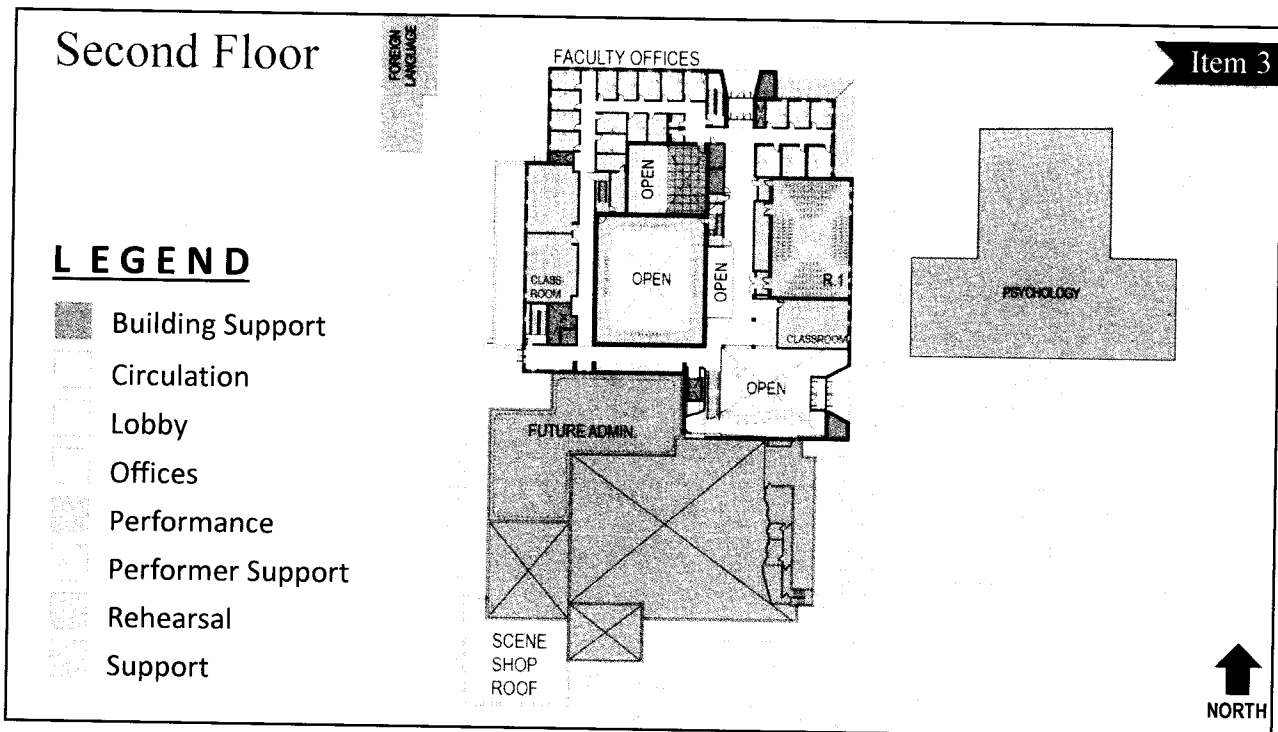 Second Floor
FOREIGN
LANGUAGE
FACULTY OFFICES
Item 3
OPEN
LEGEND
Building Support
Circulation
Lobby
Offices
Performance
Performer Support
Rehearsal
Support
CLASS-
ROOM
OPEN
OPEN
R.1
CLASSROOM
OPEN
PSYCHOLOGY
FUTURE ADMIN.
SCENE
SHOP
ROOF
NORTH